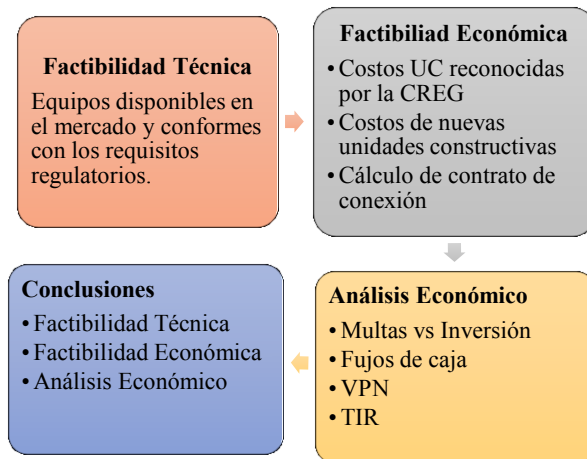 Factibilidad Técnica
Equipos disponibles en
el mercado y conformes
con los requisitos
regulatorios.
Factibiliad Económica
• Costos UC reconocidas
por la CREG
• Costos de nuevas
unidades constructivas
• Cálculo de contrato de
conexión
Análisis Económico
• Multas vs Inversión
• Fujos de caja
• VPN
• TIR
Conclusiones
• Factibilidad Técnica
• Factibilidad Económica
• Análisis Económico